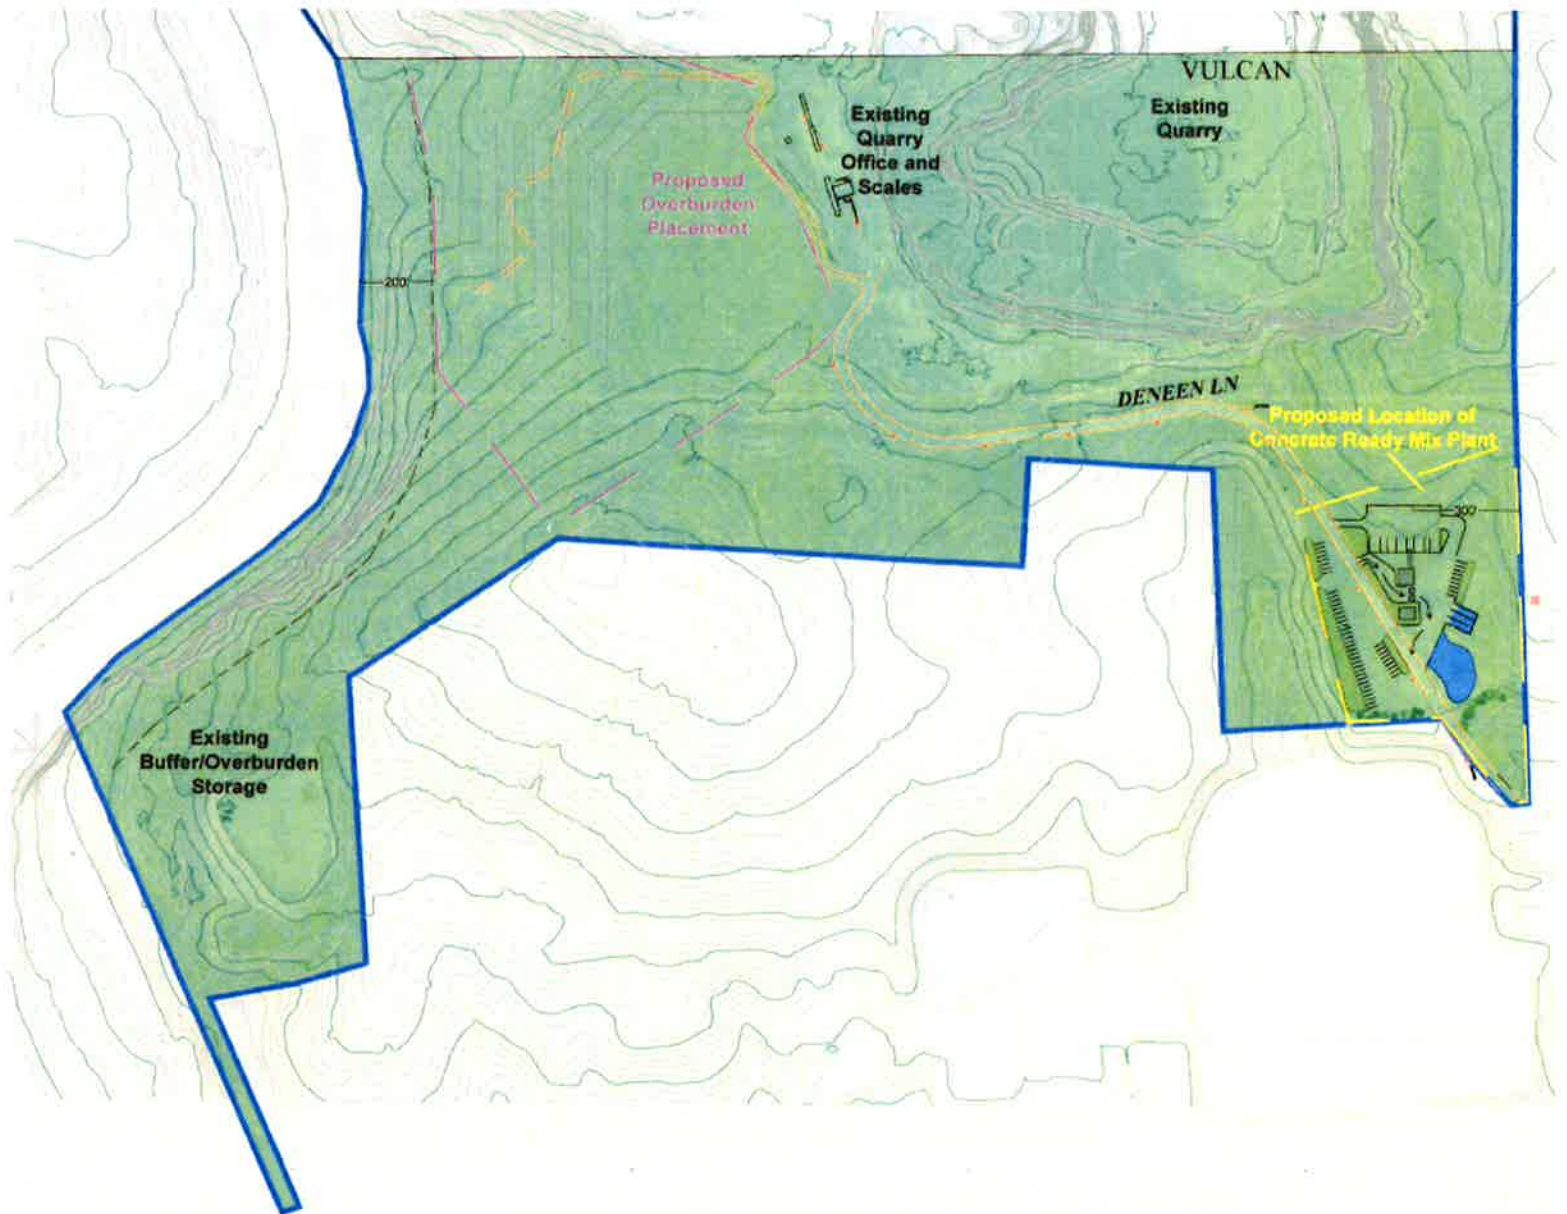 VULCAN
Existing
Quarry
Existing
Quarry
Office and
Scales
Proposed
Overburden
Placement
200'
DENEEN LN
Proposed Location of
Concrete Ready Mix Plant
300'
Existing
Buffer/Overburden
Storage